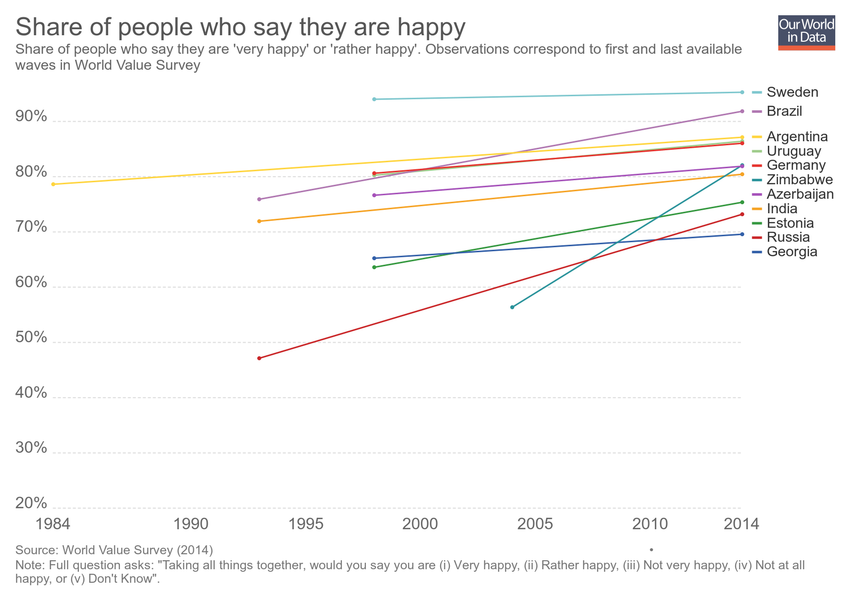 Share of people who say they are happy
Our World
in Data
Share of people who say they are 'very happy' or 'rather happy'. Observations correspond to first and last available
waves in World Value Survey
90%
80%
70%
60%
50%
40%
30%
20%
Sweden
Brazil
Argentina
Uruguay
Germany
Zimbabwe
Azerbaijan
India
Estonia
Russia
Georgia
1984
1990
1995
2000
2005
2010
2014
Source: World Value Survey (2014)
Note: Full question asks: "Taking all things together, would you say you are (i) Very happy, (ii) Rather happy, (iii) Not very happy, (iv) Not at all
happy, or (v) Don't Know".